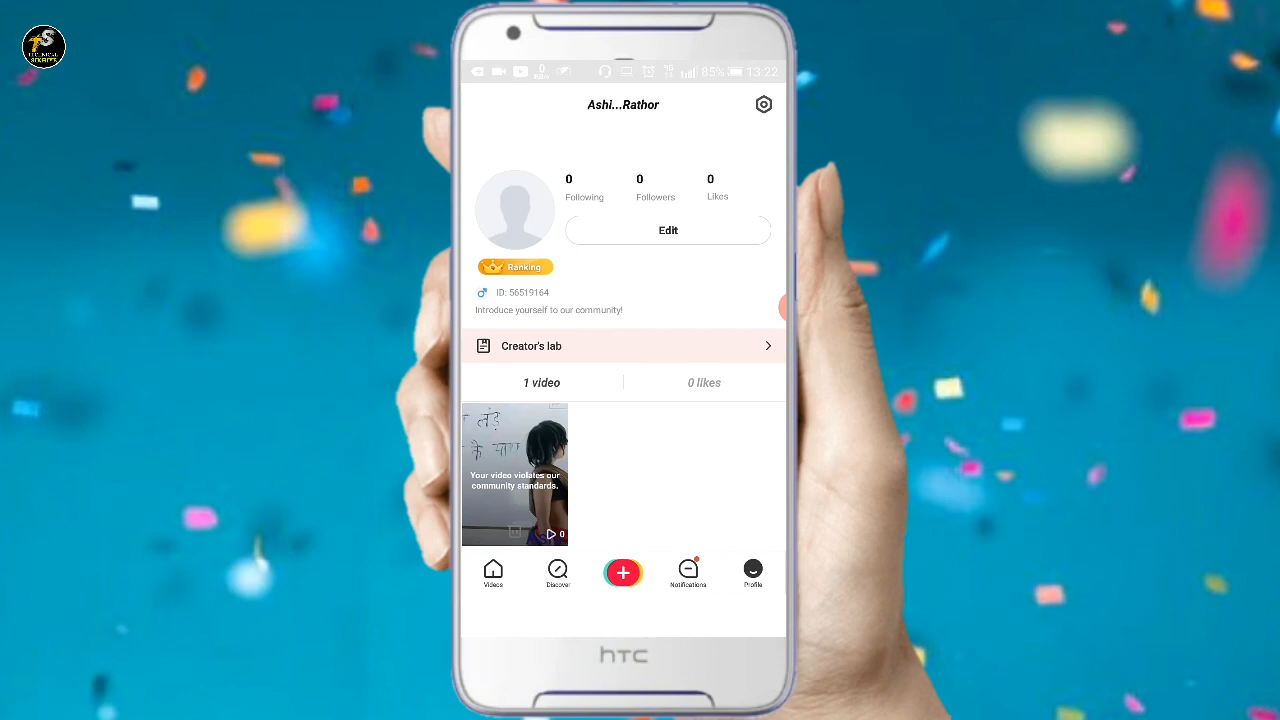 TS
TECHNICAL
85% 13:22
Ashi...Rathor
0 0 0
Following Followers Likes
Edit
Ranking
ID: 56519164
Introduce yourself to our community!
Creator's lab
1 video 0 likes
लंड़
के
Your video violates our
community standards.
0
Videos Discover Notifications Profile
hTC